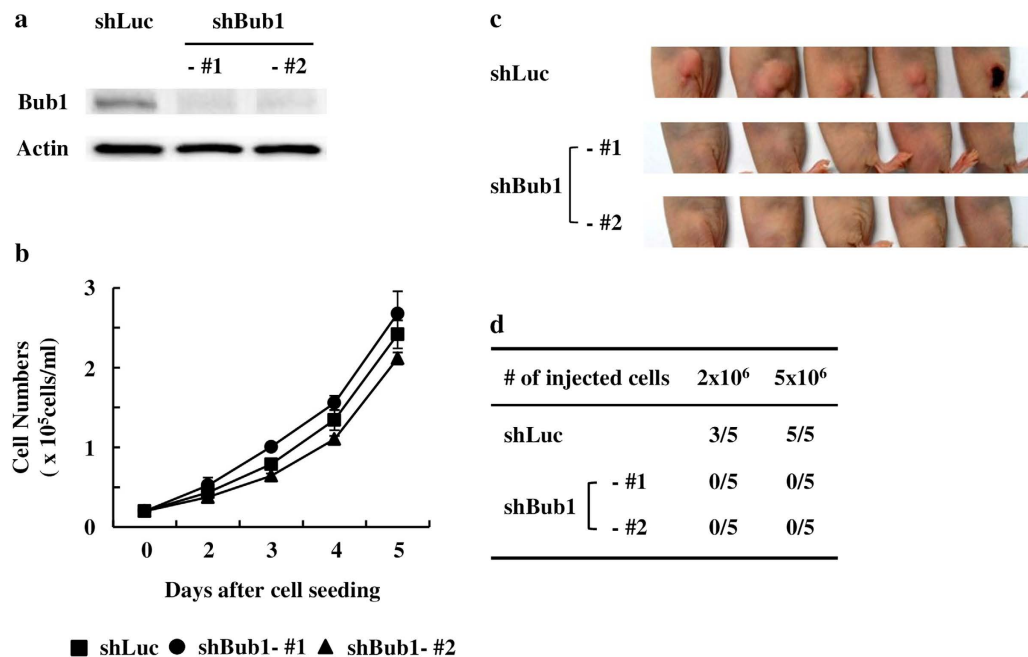 a
shLuc shBub1
- #1 - #2
Bub1
Actin
b
3
2
1
0
Cell Numbers
( x 10⁵cells/ml)
0 2 3 4 5
Days after cell seeding
shLuc shBub1- #1 shBub1- #2
c
shLuc
shBub1
- #1
- #2
d
# of injected cells 2x10⁶ 5x10⁶
shLuc 3/5 5/5
shBub1
- #1 0/5 0/5
- #2 0/5 0/5